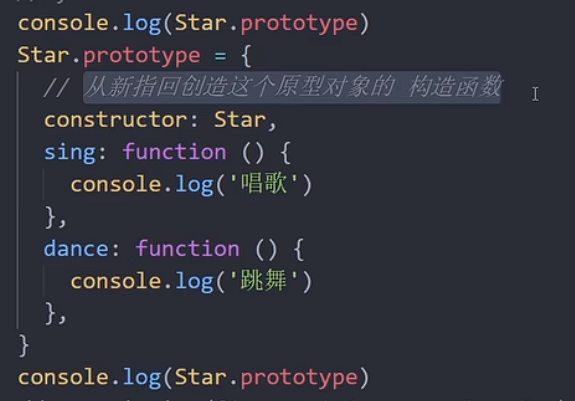 console.log(Star.prototype)
Star.prototype = {
// 从新指回创造这个原型对象的 构造函数
constructor: Star,
sing: function () {
console.log('唱歌')
},
dance: function () {
console.log('跳舞')
},
}
console.log(Star.prototype)